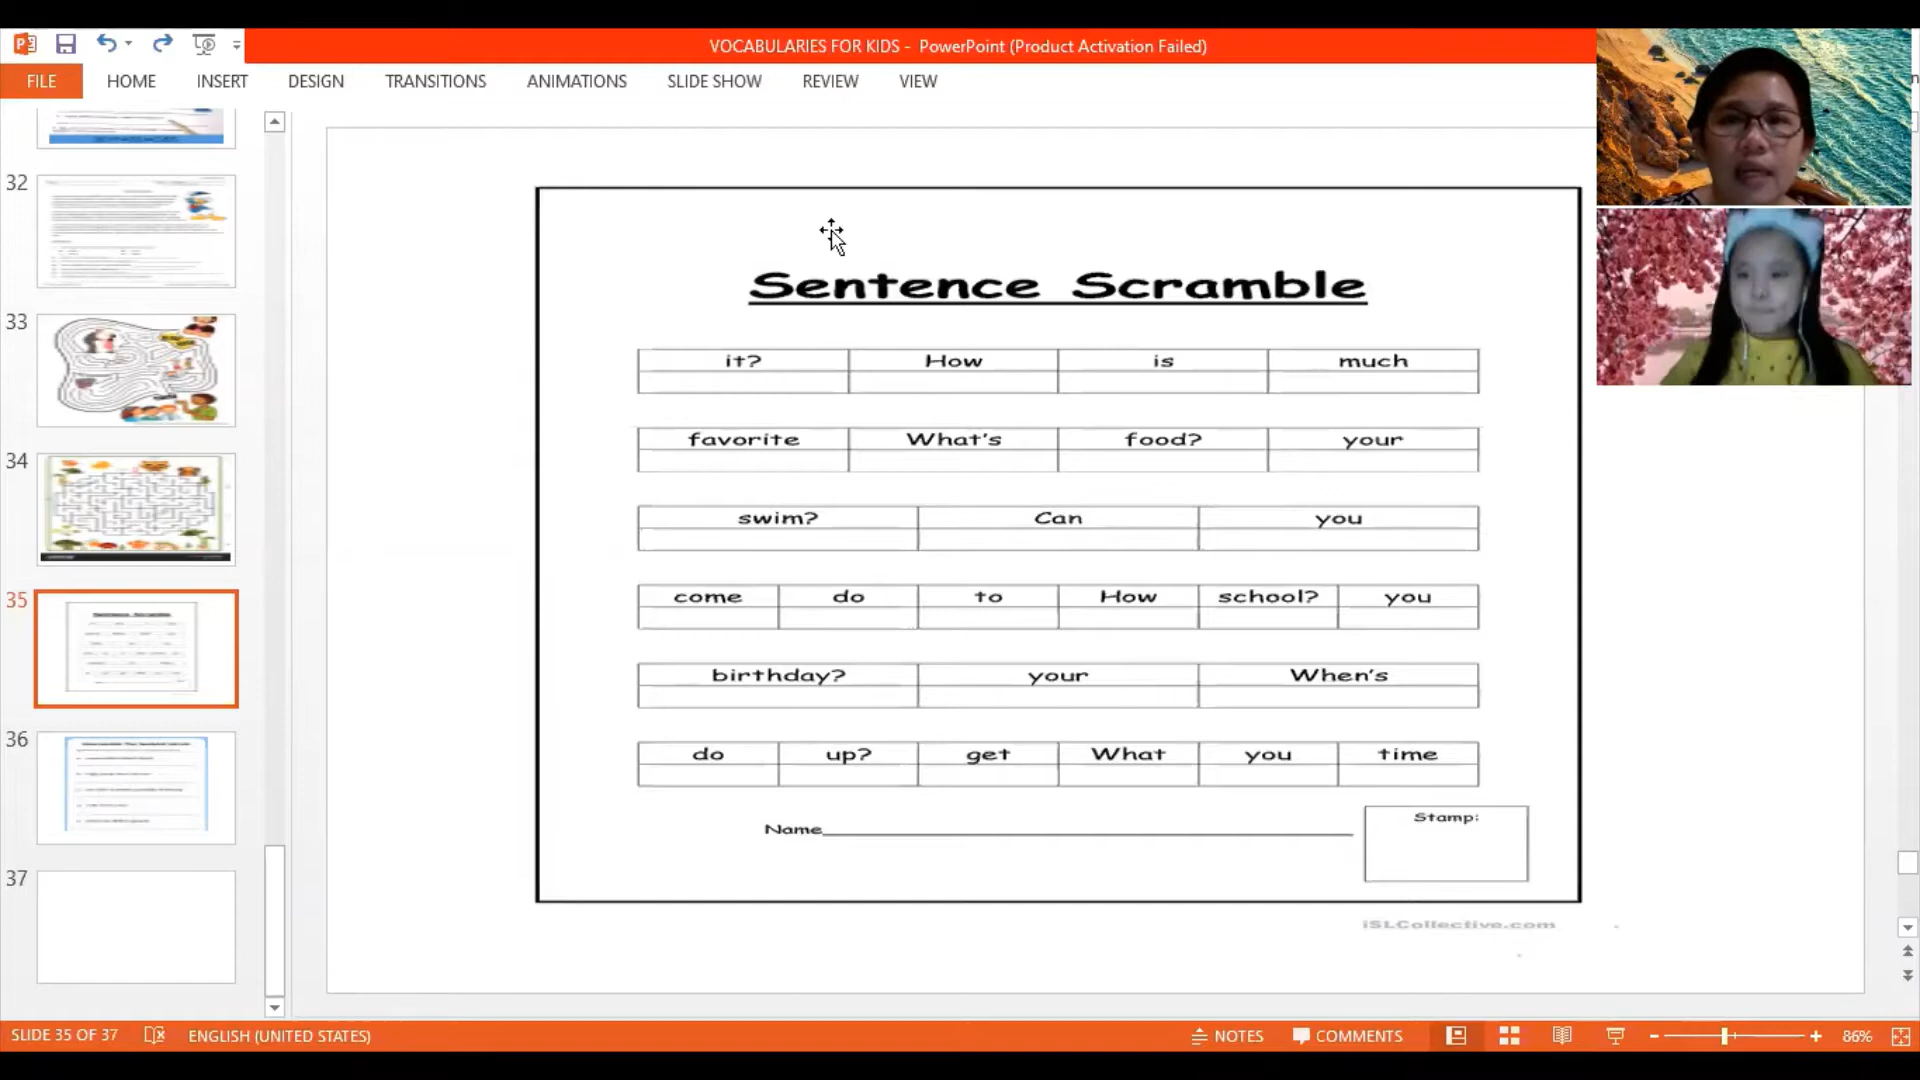 VOCABULARIES FOR KIDS - PowerPoint (Product Activation Failed)
FILE HOME INSERT DESIGN TRANSITIONS ANIMATIONS SLIDE SHOW REVIEW VIEW
32
33
34
35
36
37
Sentence Scramble
it? How is much
favorite What's food? your
swim? Can you
come do to How school? you
birthday? your When's
do up? get What you time
Name
Stamp:
iSLCollective.com
SLIDE 35 OF 37 ENGLISH (UNITED STATES) NOTES COMMENTS 86%